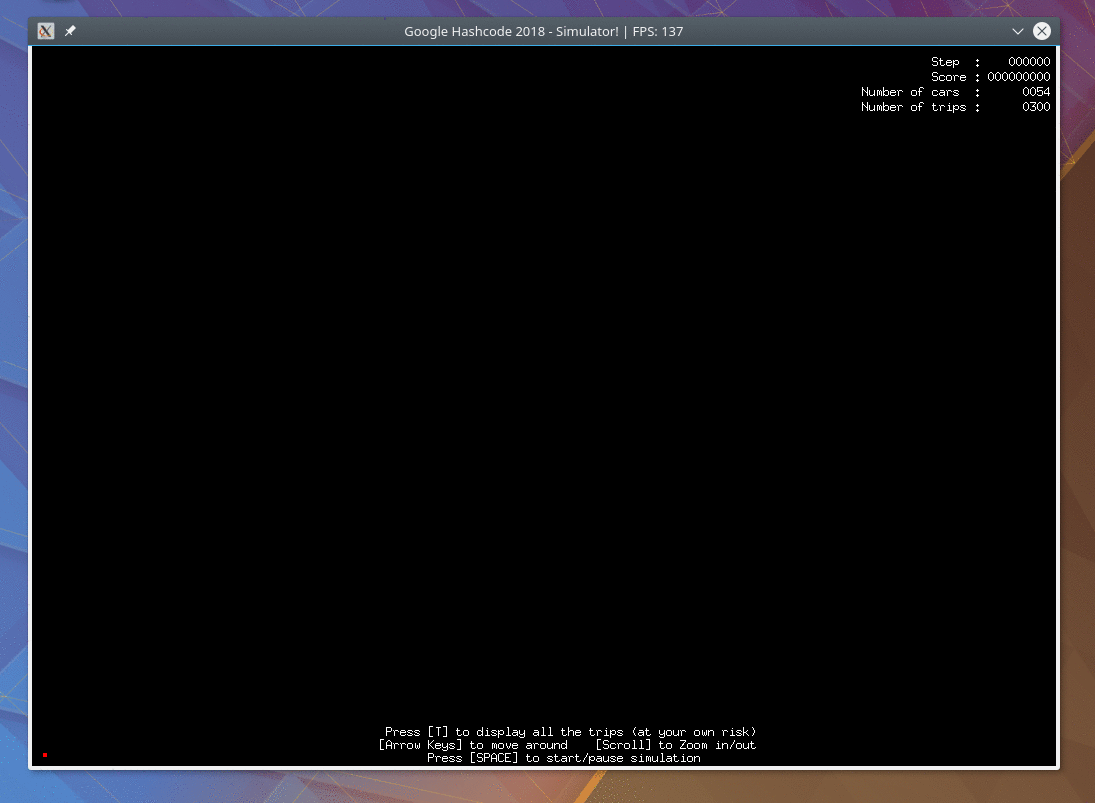 Google Hashcode 2018 - Simulator! | FPS: 137
Step : 000000
Score : 000000000
Number of cars : 0054
Number of trips : 0300
Press [T] to display all the trips (at your own risk)
[Arrow Keys] to move around [Scroll] to Zoom in/out
Press [SPACE] to start/pause simulation